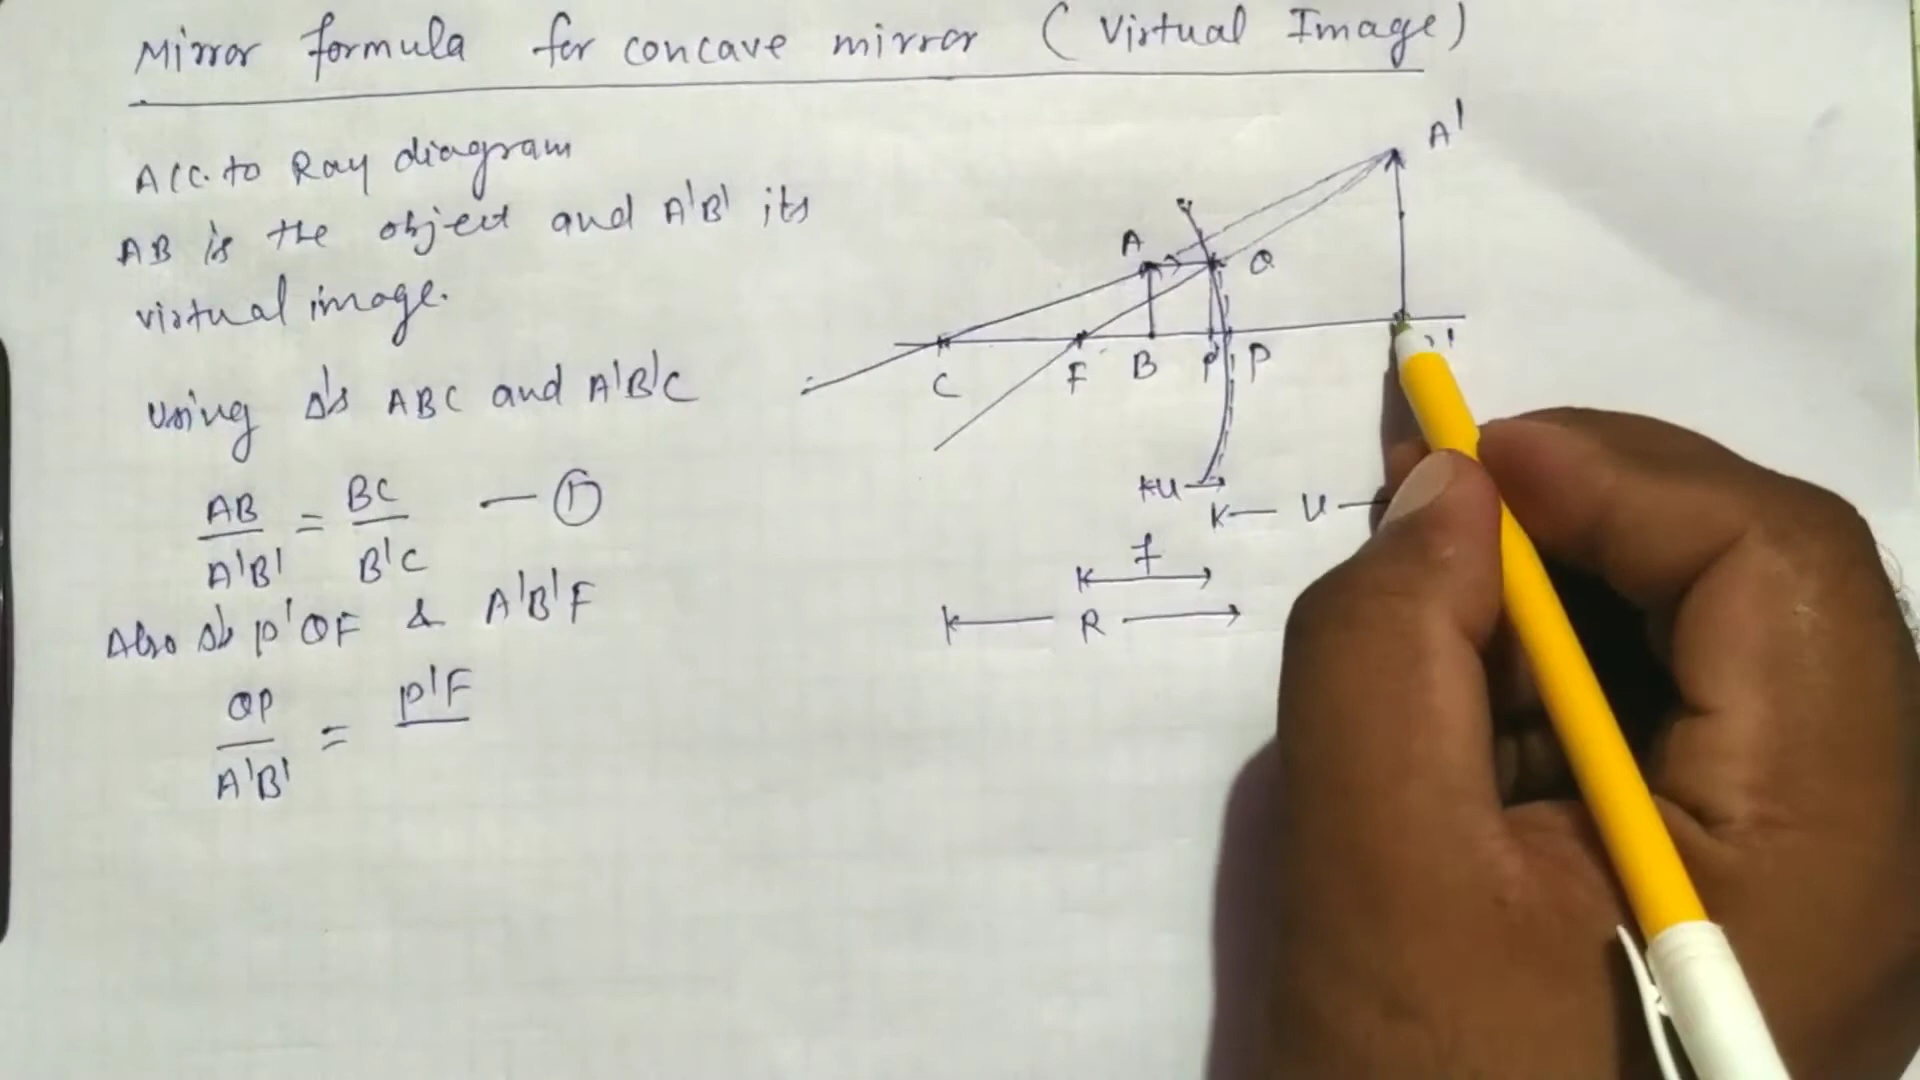 Mirror formula for concave mirror (Virtual Image)
Acc. to Ray diagram
AB is the object and A'B' its
virtual image.
Using Δ's ABC and A'B'C
AB/A'B' = BC/B'C — ①
Also Δs P'QF & A'B'F
QP/A'B' = P'F
A'
A Q
C F B P' P
u
v
f
R